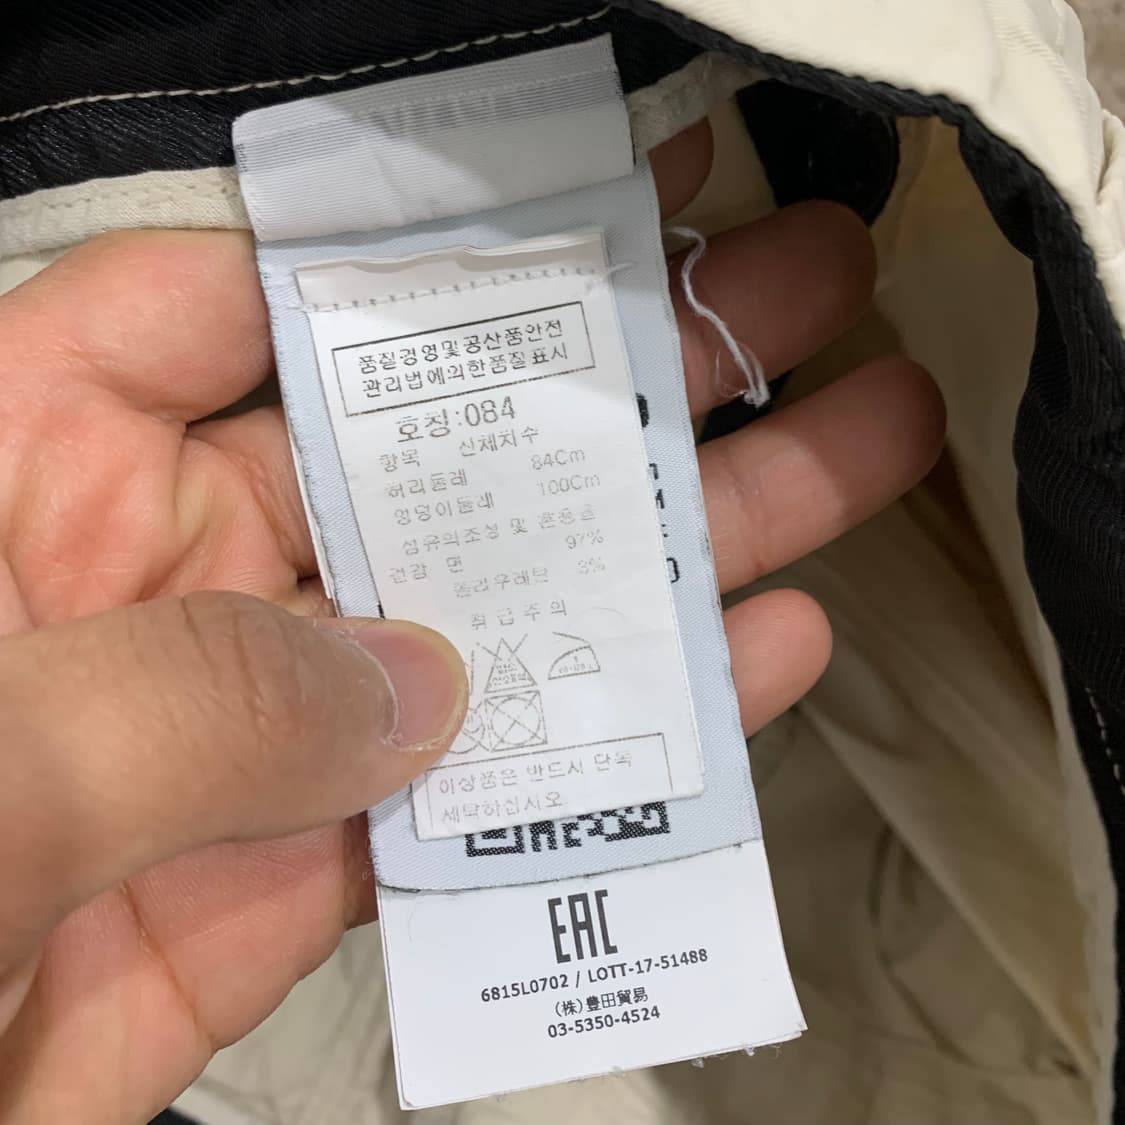 품질경영및공산품안전
관리법에의한품질표시
호칭:084
항목 신체치수
허리둘레 84Cm
엉덩이둘레 100Cm
섬유의조성 및 혼용율
겉감 면 97%
폴리우레탄 3%
취급주의
이상품은 반드시 단독
세탁하십시오
EAC
6815L0702 / LOTT-17-51488
(株)豊田貿易
03-5350-4524